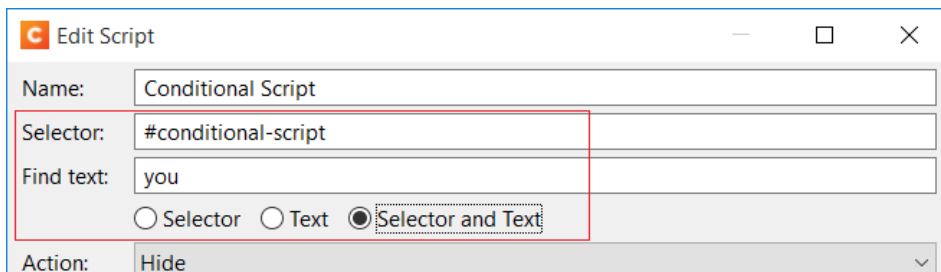 C Edit Script
Name: Conditional Script
Selector: #conditional-script
Find text: you
Selector Text Selector and Text
Action: Hide